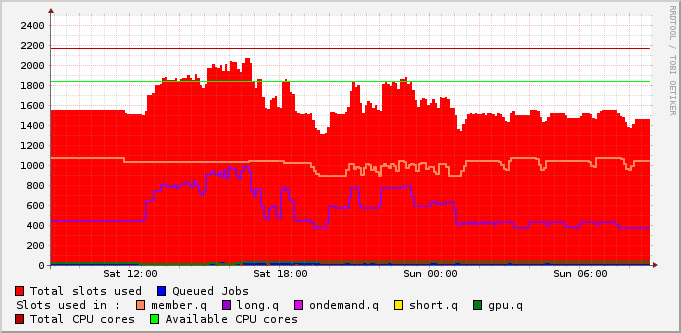 2400
2200
2000
1800
1600
1400
1200
1000
800
600
400
200
0
Sat 12:00 Sat 18:00 Sun 00:00 Sun 06:00
Total slots used Queued Jobs
Slots used in : member.q long.q ondemand.q short.q gpu.q
Total CPU cores Available CPU cores
RRDTOOL / TOBI OETIKER